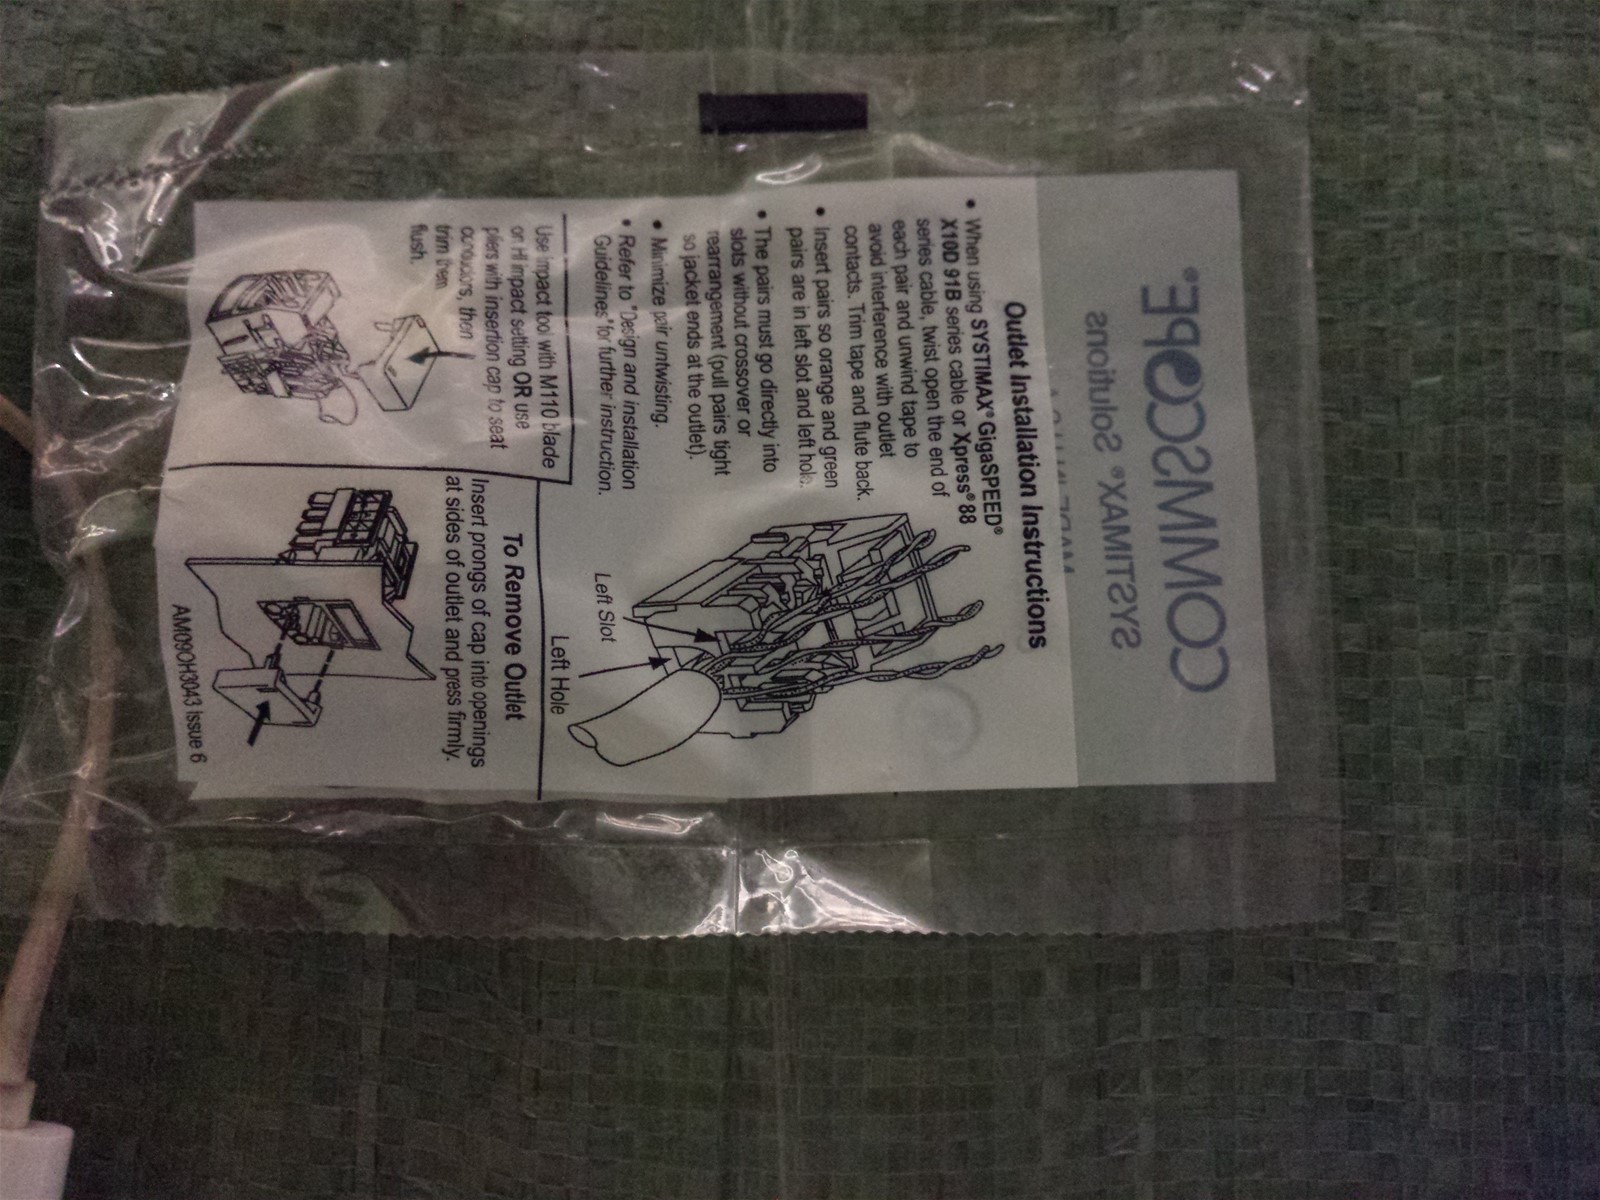 COMMSCOPE®
SYSTIMAX® Solutions
Outlet Installation Instructions
• When using SYSTIMAX® GigaSPEED®
X10D 91B series cable or Xpress® 88
series cable, twist open the end of
each pair and unwind tape to
avoid interference with outlet
contacts. Trim tape and flute back.
• Insert pairs so orange and green
pairs are in left slot and left hole.
• The pairs must go directly into
slots without crossover or
rearrangement (pull pairs tight
so jacket ends at the outlet).
• Minimize pair untwisting.
• Refer to "Design and installation
Guidelines" for further instruction.
Left Slot
Left Hole
Use impact tool with M110 blade
on HI impact setting OR use
pliers with insertion cap to seat
conductors, then
trim them
flush.
To Remove Outlet
Insert prongs of cap into openings
at sides of outlet and press firmly.
AM09OH3043 Issue 6